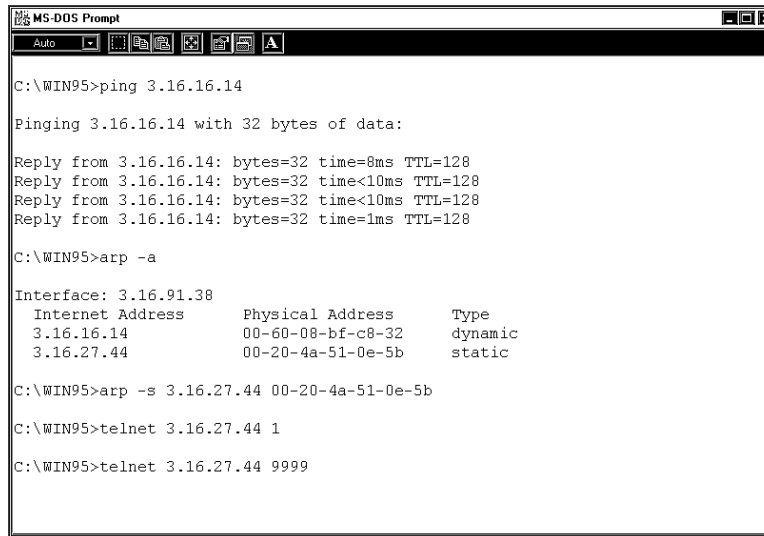 MS-DOS Prompt
Auto
A
C:\WIN95>ping 3.16.16.14
Pinging 3.16.16.14 with 32 bytes of data:
Reply from 3.16.16.14: bytes=32 time=8ms TTL=128
Reply from 3.16.16.14: bytes=32 time<10ms TTL=128
Reply from 3.16.16.14: bytes=32 time<10ms TTL=128
Reply from 3.16.16.14: bytes=32 time=1ms TTL=128
C:\WIN95>arp -a
Interface: 3.16.91.38
Internet Address Physical Address Type
3.16.16.14 00-60-08-bf-c8-32 dynamic
3.16.27.44 00-20-4a-51-0e-5b static
C:\WIN95>arp -s 3.16.27.44 00-20-4a-51-0e-5b
C:\WIN95>telnet 3.16.27.44 1
C:\WIN95>telnet 3.16.27.44 9999